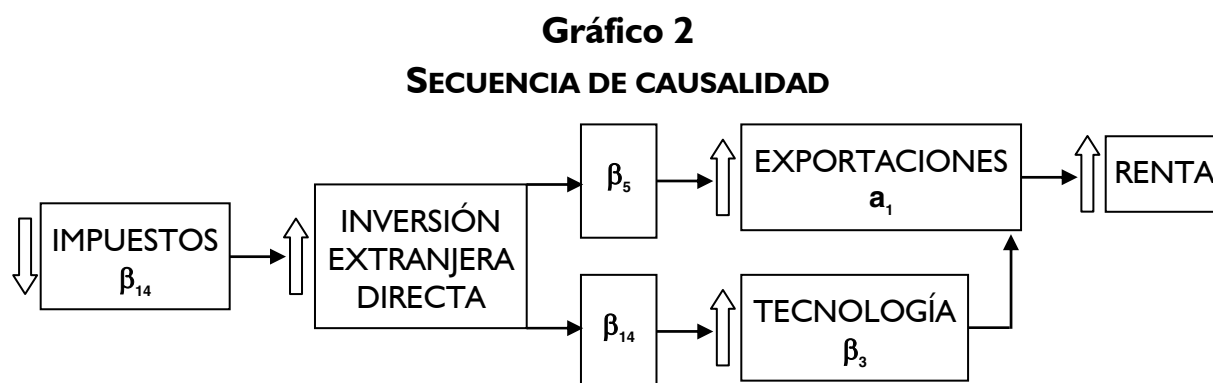 Gráfico 2
SECUENCIA DE CAUSALIDAD
IMPUESTOS
β14
INVERSIÓN
EXTRANJERA
DIRECTA
β5
EXPORTACIONES
a1
RENTA
β14
TECNOLOGÍA
β3